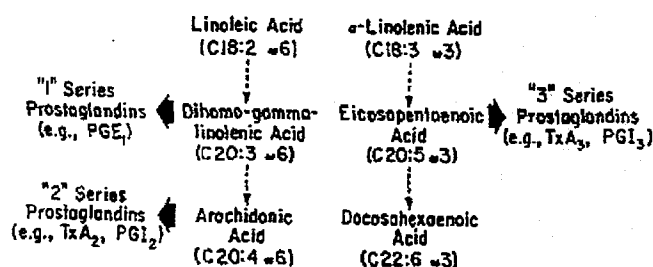 Linoleic Acid
(C18:2 ω6)
α-Linolenic Acid
(C18:3 ω3)
"1" Series
Prostaglandins
(e.g., PGE₁)
Dihomo-gamma-
linolenic Acid
(C20:3 ω6)
Eicosapentaenoic
Acid
(C20:5 ω3)
"3" Series
Prostaglandins
(e.g., TxA₃, PGI₃)
"2" Series
Prostaglandins
(e.g., TxA₂, PGI₂)
Arachidonic
Acid
(C20:4 ω6)
Docosahexaenoic
Acid
(C22:6 ω3)